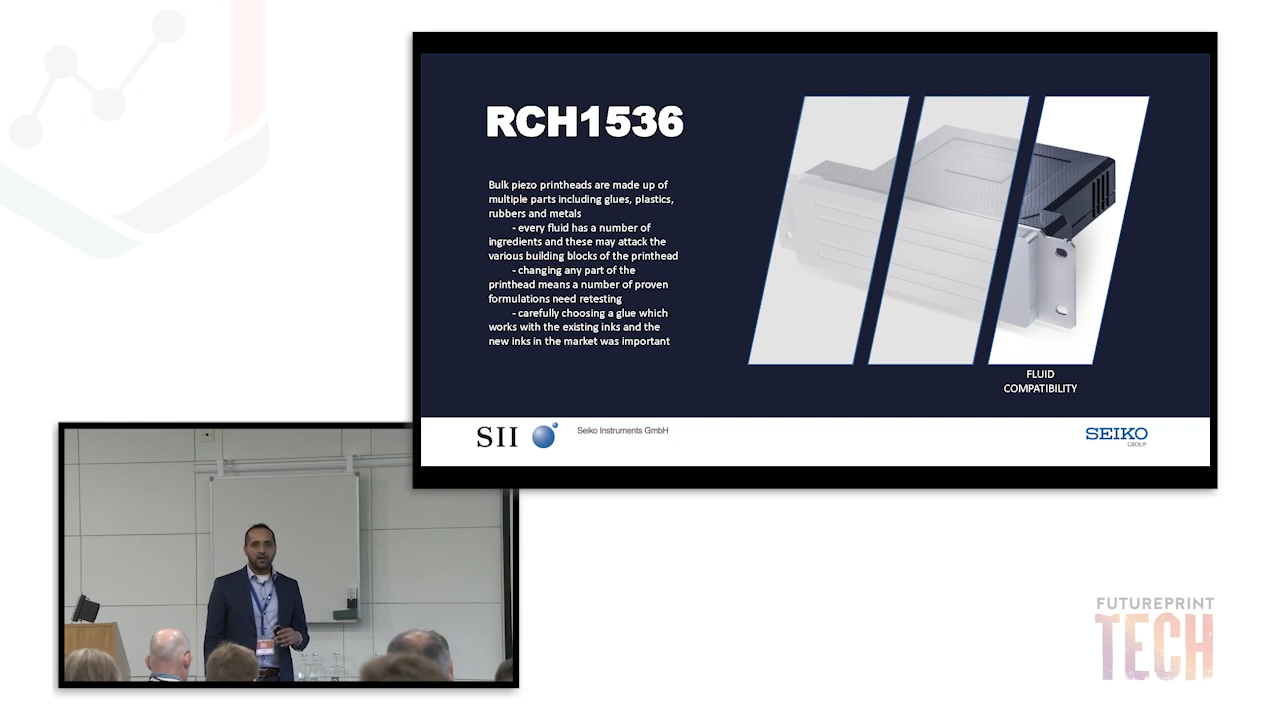 RCH1536
Bulk piezo printheads are made up of
multiple parts including glues, plastics,
rubbers and metals
- every fluid has a number of
ingredients and these may attack the
various building blocks of the printhead
- changing any part of the
printhead means a number of proven
formulations need retesting
- carefully choosing a glue which
works with the existing inks and the
new inks in the market was important
FLUID
COMPATIBILITY
SII
Seiko Instruments GmbH
SEIKO
GROUP
FUTUREPRINT
TECH